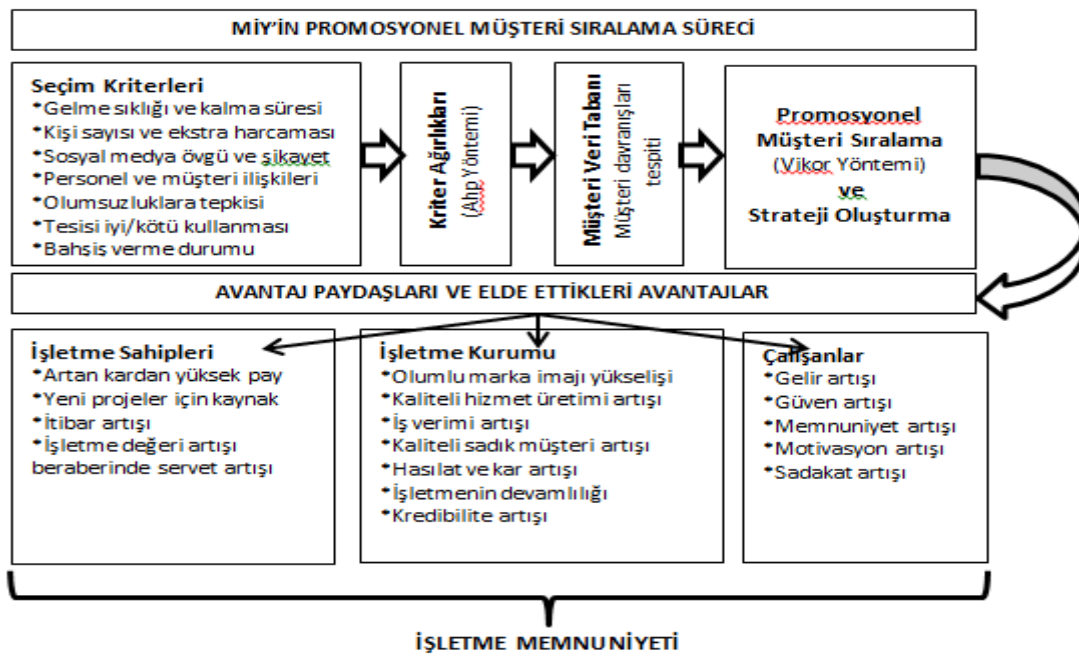 MİY'İN PROMOSYONEL MÜŞTERİ SIRALAMA SÜRECİ
Seçim Kriterleri
*Gelme sıklığı ve kalma süresi
*Kişi sayısı ve ekstra harcaması
*Sosyal medya övgü ve şikayet
*Personel ve müşteri ilişkileri
*Olumsuzluklara tepkisi
*Tesisi iyi/kötü kullanması
*Bahşiş verme durumu
Kriter Ağırlıkları
(Ahp Yöntemi)
Müşteri Veri Tabanı
Müşteri davranışları
tespiti
Promosyonel
Müşteri Sıralama
(Vikor Yöntemi)
ve
Strateji Oluşturma
AVANTAJ PAYDAŞLARI VE ELDE ETTİKLERİ AVANTAJLAR
İşletme Sahipleri
*Artan kardan yüksek pay
*Yeni projeler için kaynak
*İtibar artışı
*İşletme değeri artışı
beraberinde servet artışı
İşletme Kurumu
*Olumlu marka imajı yükselişi
*Kaliteli hizmet üretimi artışı
*İş verimi artışı
*Kaliteli sadık müşteri artışı
*Hasılat ve kar artışı
*İşletmenin devamlılığı
*Kredibilite artışı
Çalışanlar
*Gelir artışı
*Güven artışı
*Memnuniyet artışı
*Motivasyon artışı
*Sadakat artışı
İŞLETME MEMNUNİYETİ